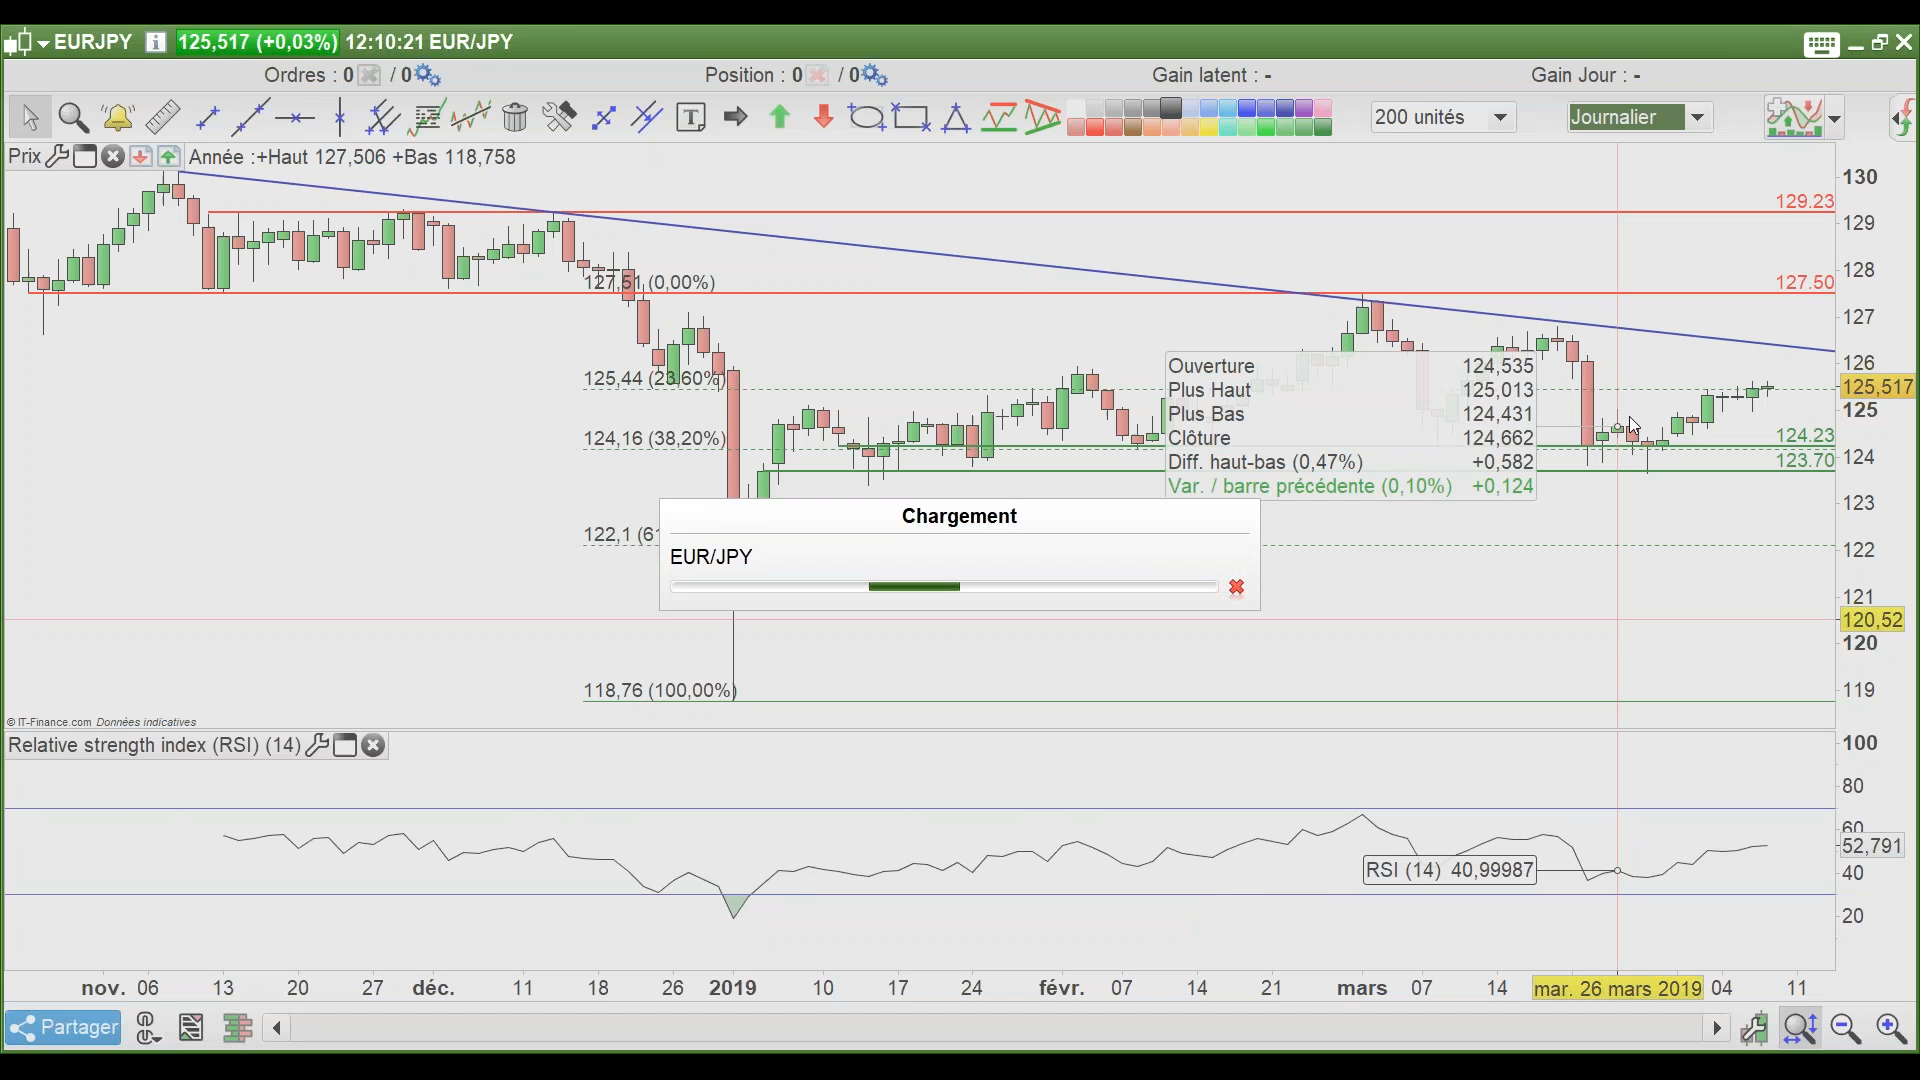 EURJPY i 125,517 (+0,03%) 12:10:21 EUR/JPY
Ordres : 0 / 0 Position : 0 / 0 Gain latent : - Gain Jour : -
T 200 unités Journalier
Prix Année :+Haut 127,506 +Bas 118,758
130
129.23
129
128
127,51 (0,00%) 127.50
127
126
Ouverture 124,535
125,44 (23,60%) 125,517
Plus Haut 125,013
125
Plus Bas 124,431
124,16 (38,20%) 124.23
Clôture 124,662
124
Diff. haut-bas (0,47%) +0,582 123.70
Var. / barre précédente (0,10%) +0,124
123
Chargement
122,1 (6
122
EUR/JPY
121
120,52
120
118,76 (100,00%) 119
© IT-Finance.com Données indicatives
Relative strength index (RSI) (14) 100
80
60
52,791
RSI (14) 40,99987 40
20
nov. 06 13 20 27 déc. 11 18 26 2019 10 17 24 févr. 07 14 21 mars 07 14 mar. 26 mars 2019 04 11
Partager